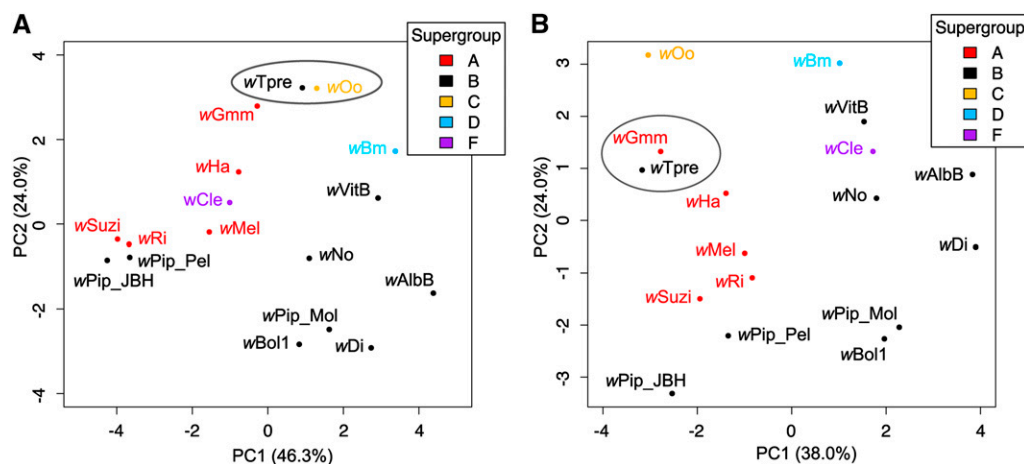 A
Supergroup
A
B
C
D
F
4
2
0
-2
-4
PC2 (24.0%)
wTpre
wOo
wGmm
wBm
wHa
wVitB
wCle
wSuzi
wRi
wMel
wPip_Pel
wPip_JBH
wNo
wAlbB
wPip_Mol
wBol1
wDi
-4
-2
0
2
4
PC1 (46.3%)
B
Supergroup
A
B
C
D
F
3
2
1
0
-1
-2
-3
PC2 (24.0%)
wOo
wBm
wVitB
wGmm
wCle
wTpre
wAlbB
wHa
wNo
wMel
wDi
wRi
wSuzi
wPip_Mol
wPip_Pel
wBol1
wPip_JBH
-4
-2
0
2
4
PC1 (38.0%)